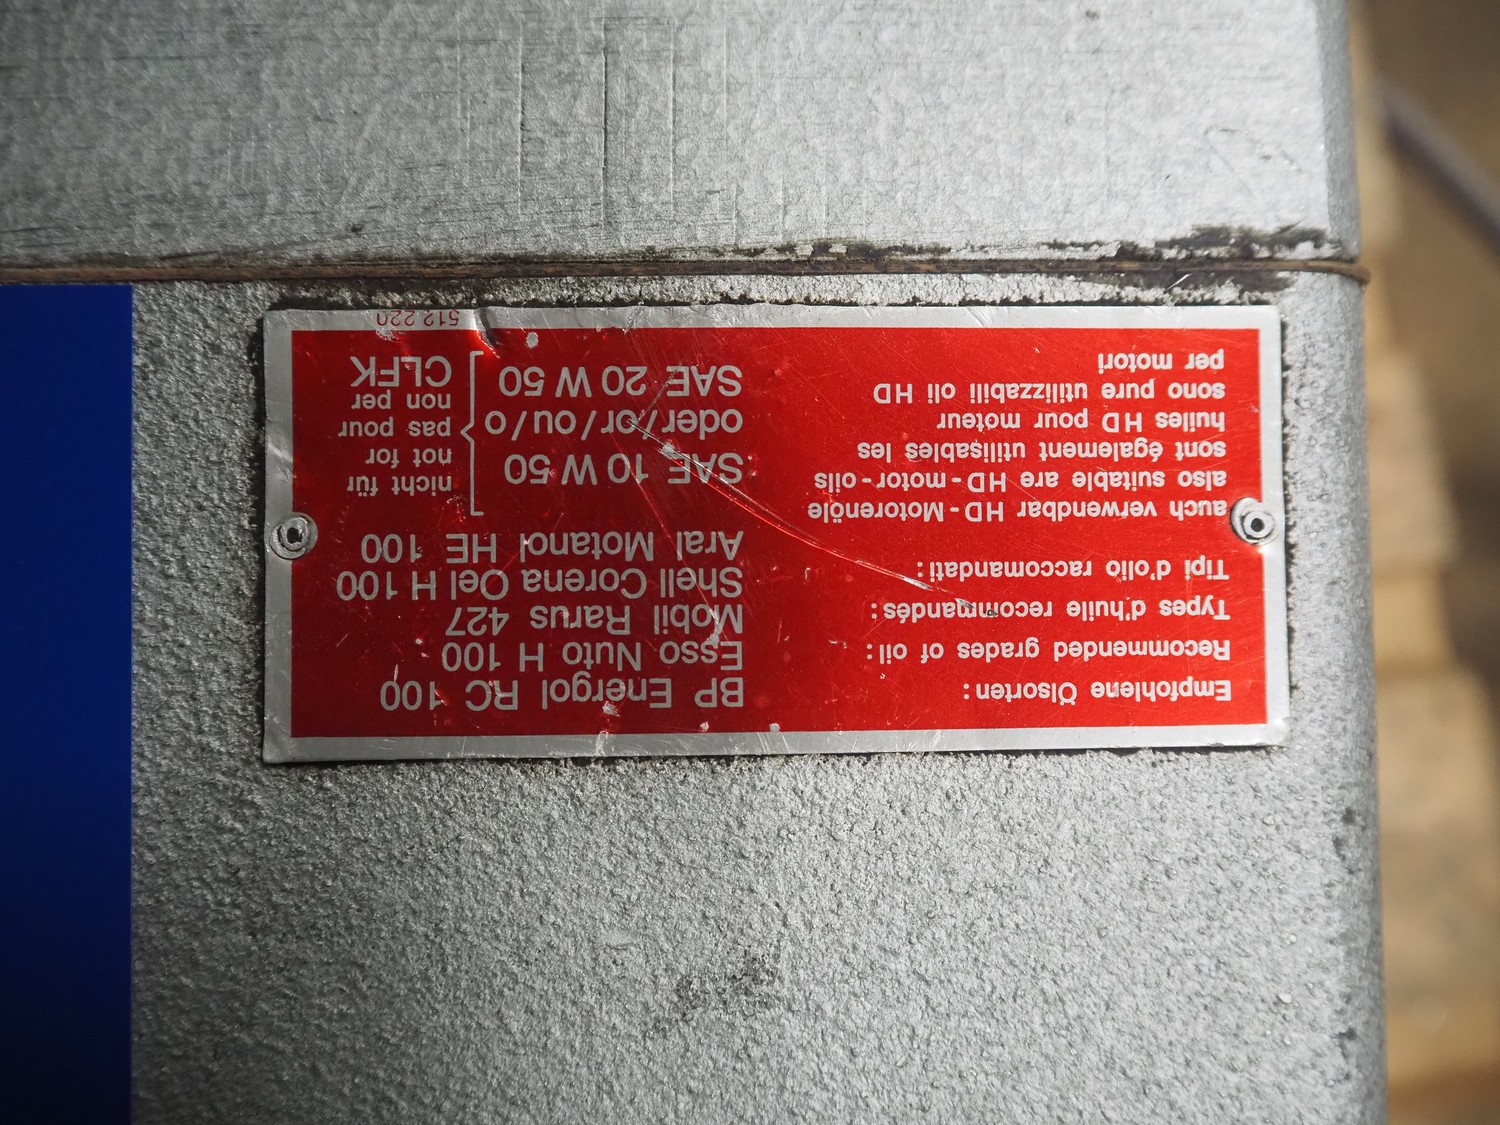 Empfohlene Ölsorten:
Recommended grades of oil:
Types d'huile recommandés:
Tipi d'olio raccomandati:
BP Energol RC 100
Esso Nuto H 100
Mobil Rarus 427
Shell Corena Oel H 100
Aral Motanol HE 100
auch verwendbar HD-Motorenöle
also suitable are HD-motor-oils
sont également utilisables les
huiles HD pour moteur
sono pure utilizzabili oli HD
per motori
SAE 10 W 50
oder/or/ou/o
SAE 20 W 50
nicht für
not for
pas pour
non per
CLFK
512 220